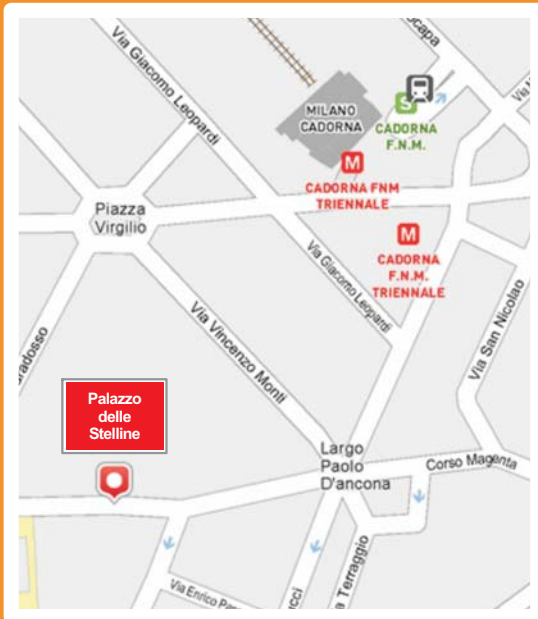 Via Giacomo Leopardi
MILANO
CADORNA
S
CADORNA
F.N.M.
M
CADORNA FNM
TRIENNALE
M
CADORNA
F.N.M.
TRIENNALE
Piazza
Virgilio
Via Giacomo Leopardi
Via San Nicolao
Via Vincenzo Monti
Palazzo
delle
Stelline
Largo
Paolo
D'ancona
Corso Magenta
Terraggio
Via Enrico